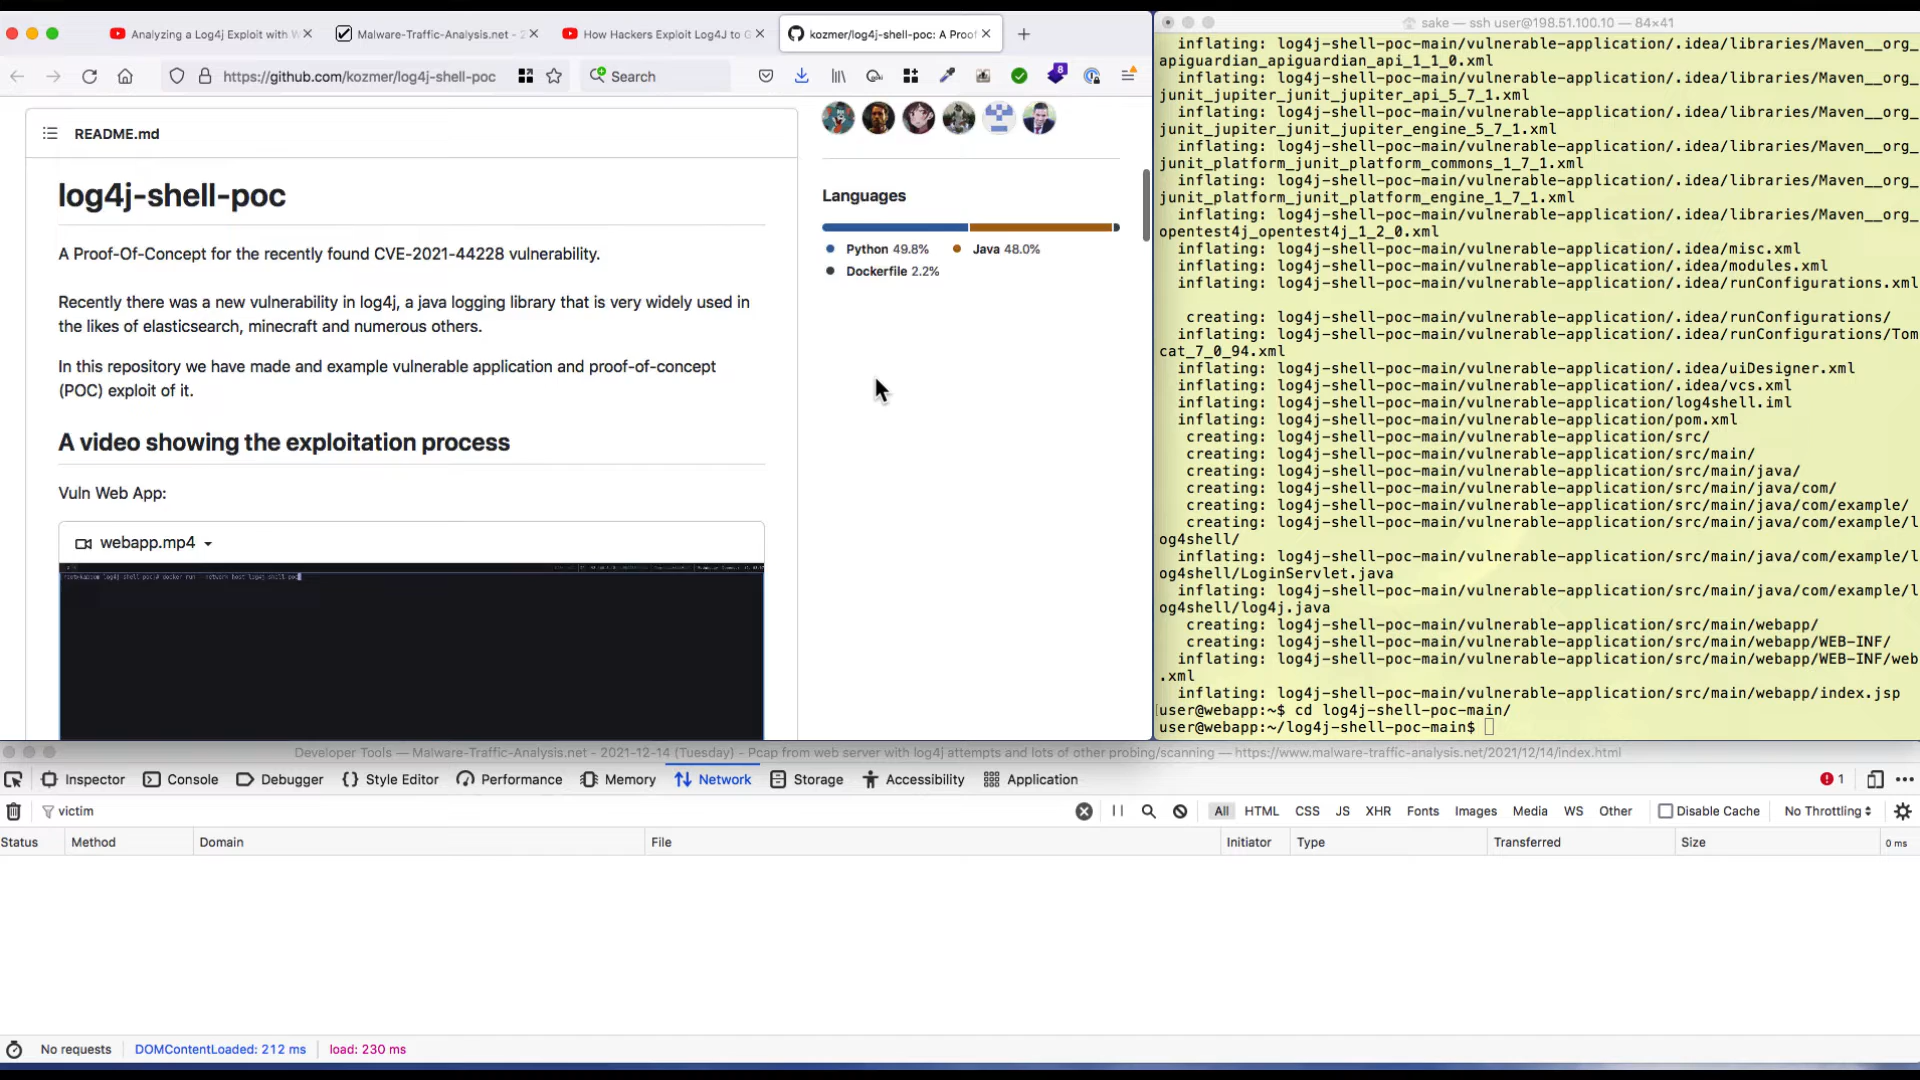 Analyzing a Log4j Exploit with W
Malware-Traffic-Analysis.net - 2
How Hackers Exploit Log4J to G
kozmer/log4j-shell-poc: A Proof
https://github.com/kozmer/log4j-shell-poc
Search
8
README.md
log4j-shell-poc
A Proof-Of-Concept for the recently found CVE-2021-44228 vulnerability.
Recently there was a new vulnerability in log4j, a java logging library that is very widely used in
the likes of elasticsearch, minecraft and numerous others.
In this repository we have made and example vulnerable application and proof-of-concept
(POC) exploit of it.
A video showing the exploitation process
Vuln Web App:
webapp.mp4
Languages
Python 49.8%
Java 48.0%
Dockerfile 2.2%
sake — ssh user@198.51.100.10 — 84×41
inflating: log4j-shell-poc-main/vulnerable-application/.idea/libraries/Maven__org_
apiguardian_apiguardian_api_1_1_0.xml
inflating: log4j-shell-poc-main/vulnerable-application/.idea/libraries/Maven__org_
junit_jupiter_junit_jupiter_api_5_7_1.xml
inflating: log4j-shell-poc-main/vulnerable-application/.idea/libraries/Maven__org_
junit_jupiter_junit_jupiter_engine_5_7_1.xml
inflating: log4j-shell-poc-main/vulnerable-application/.idea/libraries/Maven__org_
junit_platform_junit_platform_commons_1_7_1.xml
inflating: log4j-shell-poc-main/vulnerable-application/.idea/libraries/Maven__org_
junit_platform_junit_platform_engine_1_7_1.xml
inflating: log4j-shell-poc-main/vulnerable-application/.idea/libraries/Maven__org_
opentest4j_opentest4j_1_2_0.xml
inflating: log4j-shell-poc-main/vulnerable-application/.idea/misc.xml
inflating: log4j-shell-poc-main/vulnerable-application/.idea/modules.xml
inflating: log4j-shell-poc-main/vulnerable-application/.idea/runConfigurations.xml
creating: log4j-shell-poc-main/vulnerable-application/.idea/runConfigurations/
inflating: log4j-shell-poc-main/vulnerable-application/.idea/runConfigurations/Tom
cat_7_0_94.xml
inflating: log4j-shell-poc-main/vulnerable-application/.idea/uiDesigner.xml
inflating: log4j-shell-poc-main/vulnerable-application/.idea/vcs.xml
inflating: log4j-shell-poc-main/vulnerable-application/log4shell.iml
inflating: log4j-shell-poc-main/vulnerable-application/pom.xml
creating: log4j-shell-poc-main/vulnerable-application/src/
creating: log4j-shell-poc-main/vulnerable-application/src/main/
creating: log4j-shell-poc-main/vulnerable-application/src/main/java/
creating: log4j-shell-poc-main/vulnerable-application/src/main/java/com/
creating: log4j-shell-poc-main/vulnerable-application/src/main/java/com/example/
creating: log4j-shell-poc-main/vulnerable-application/src/main/java/com/example/l
og4shell/
inflating: log4j-shell-poc-main/vulnerable-application/src/main/java/com/example/l
og4shell/LoginServlet.java
inflating: log4j-shell-poc-main/vulnerable-application/src/main/java/com/example/l
og4shell/log4j.java
creating: log4j-shell-poc-main/vulnerable-application/src/main/webapp/
creating: log4j-shell-poc-main/vulnerable-application/src/main/webapp/WEB-INF/
inflating: log4j-shell-poc-main/vulnerable-application/src/main/webapp/WEB-INF/web
.xml
inflating: log4j-shell-poc-main/vulnerable-application/src/main/webapp/index.jsp
user@webapp:~$ cd log4j-shell-poc-main/
user@webapp:~/log4j-shell-poc-main$
Developer Tools — Malware-Traffic-Analysis.net - 2021-12-14 (Tuesday) - Pcap from web server with log4j attempts and lots of other probing/scanning — https://www.malware-traffic-analysis.net/2021/12/14/index.html
Inspector Console Debugger Style Editor Performance Memory Network Storage Accessibility Application 1
victim
All HTML CSS JS XHR Fonts Images Media WS Other Disable Cache No Throttling
Status Method Domain File Initiator Type Transferred Size 0 ms
No requests DOMContentLoaded: 212 ms load: 230 ms